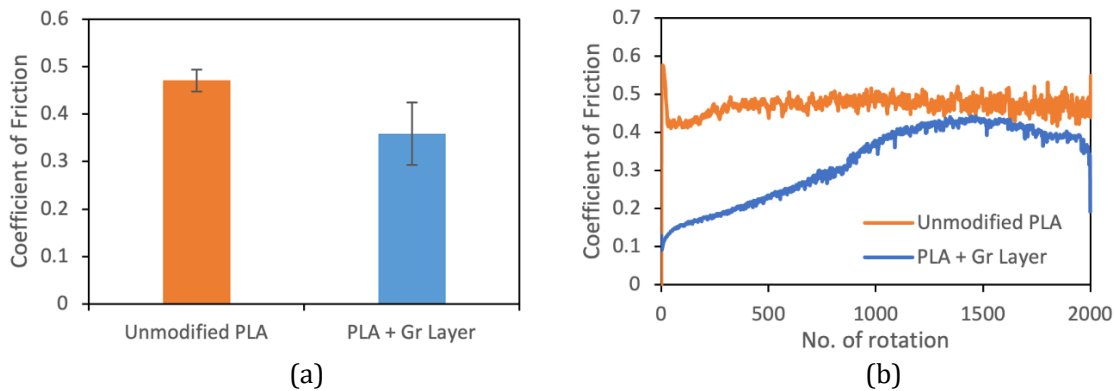 Coefficient of Friction
0.6
0.5
0.4
0.3
0.2
0.1
0
Unmodified PLA
PLA + Gr Layer
(a)
Coefficient of Friction
0.7
0.6
0.5
0.4
0.3
0.2
0.1
0
Unmodified PLA
PLA + Gr Layer
0 500 1000 1500 2000
No. of rotation
(b)